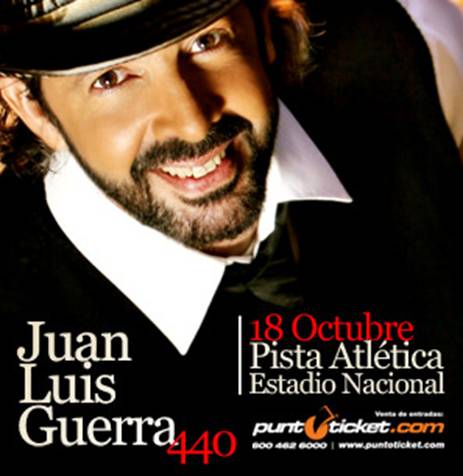 Juan
Luis
Guerra
440
18 Octubre
Pista Atlética
Estadio Nacional
Venta de entradas:
puntoticket.com
600 462 6000 | www.puntoticket.com